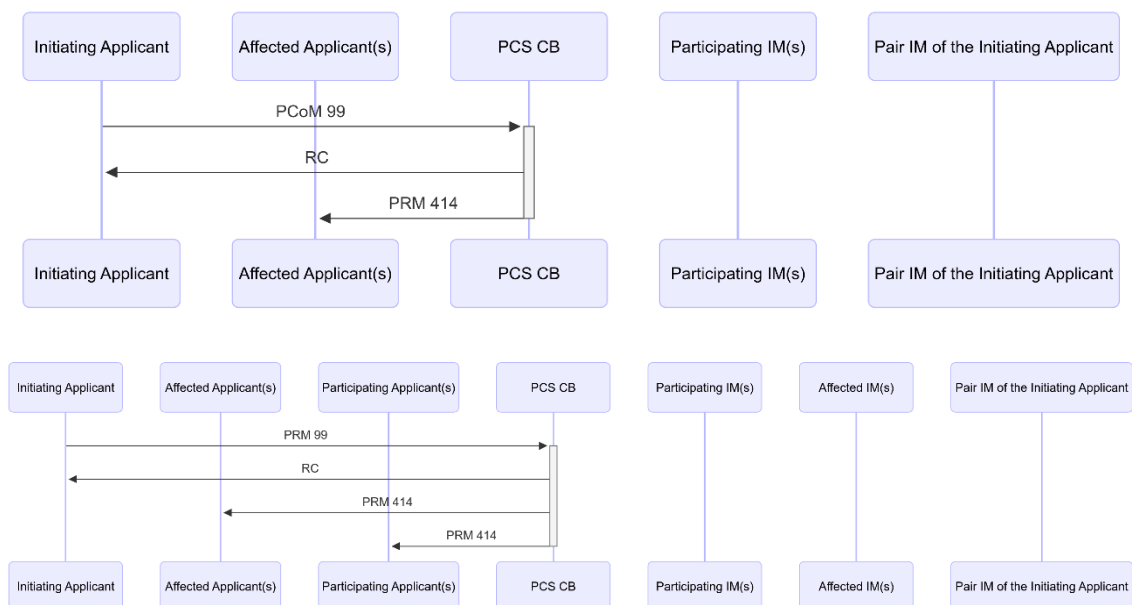 Initiating Applicant
Affected Applicant(s)
PCS CB
Participating IM(s)
Pair IM of the Initiating Applicant
PCoM 99
RC
PRM 414
Initiating Applicant
Affected Applicant(s)
PCS CB
Participating IM(s)
Pair IM of the Initiating Applicant
Initiating Applicant
Affected Applicant(s)
Participating Applicant(s)
PCS CB
Participating IM(s)
Affected IM(s)
Pair IM of the Initiating Applicant
PRM 99
RC
PRM 414
PRM 414
Initiating Applicant
Affected Applicant(s)
Participating Applicant(s)
PCS CB
Participating IM(s)
Affected IM(s)
Pair IM of the Initiating Applicant